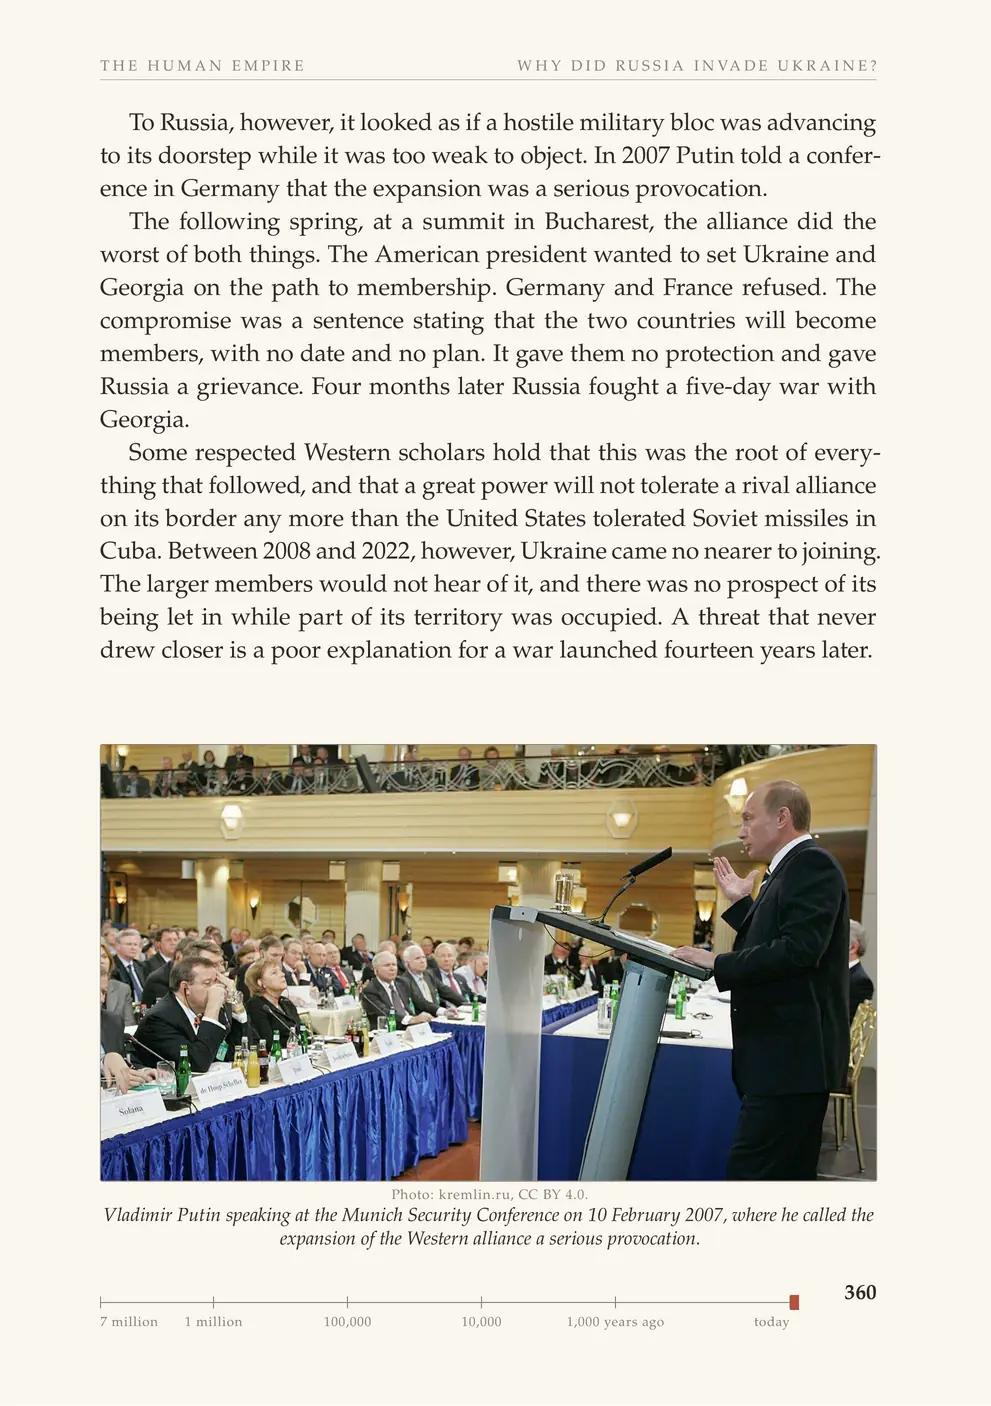 THE HUMAN EMPIRE
WHY DID RUSSIA INVADE UKRAINE?
To Russia, however, it looked as if a hostile military bloc was advancing
to its doorstep while it was too weak to object. In 2007 Putin told a confer-
ence in Germany that the expansion was a serious provocation.
The following spring, at a summit in Bucharest, the alliance did the
worst of both things. The American president wanted to set Ukraine and
Georgia on the path to membership. Germany and France refused. The
compromise was a sentence stating that the two countries will become
members, with no date and no plan. It gave them no protection and gave
Russia a grievance. Four months later Russia fought a five-day war with
Georgia.
Some respected Western scholars hold that this was the root of every-
thing that followed, and that a great power will not tolerate a rival alliance
on its border any more than the United States tolerated Soviet missiles in
Cuba. Between 2008 and 2022, however, Ukraine came no nearer to joining.
The larger members would not hear of it, and there was no prospect of its
being let in while part of its territory was occupied. A threat that never
drew closer is a poor explanation for a war launched fourteen years later.
Solana
de Hoop Scheffer
Photo: kremlin.ru, CC BY 4.0.
Vladimir Putin speaking at the Munich Security Conference on 10 February 2007, where he called the
expansion of the Western alliance a serious provocation.
360
7 million
1 million
100,000
10,000
1,000 years ago
today